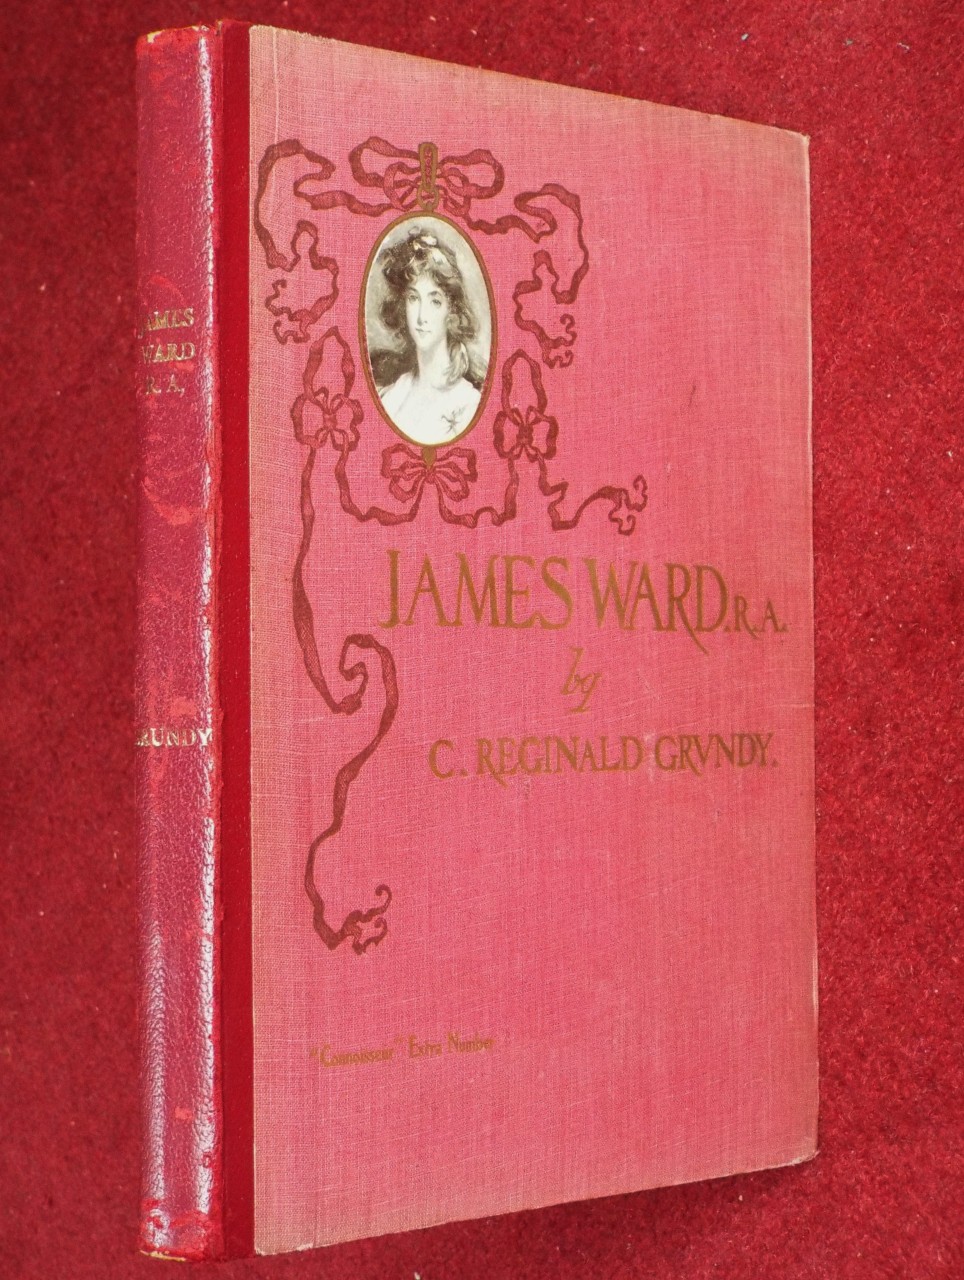 JAMES
WARD
R. A.
GRUNDY
JAMES WARD.R.A.
by
C. REGINALD GRVNDY.
"Connoisseur" Extra Number